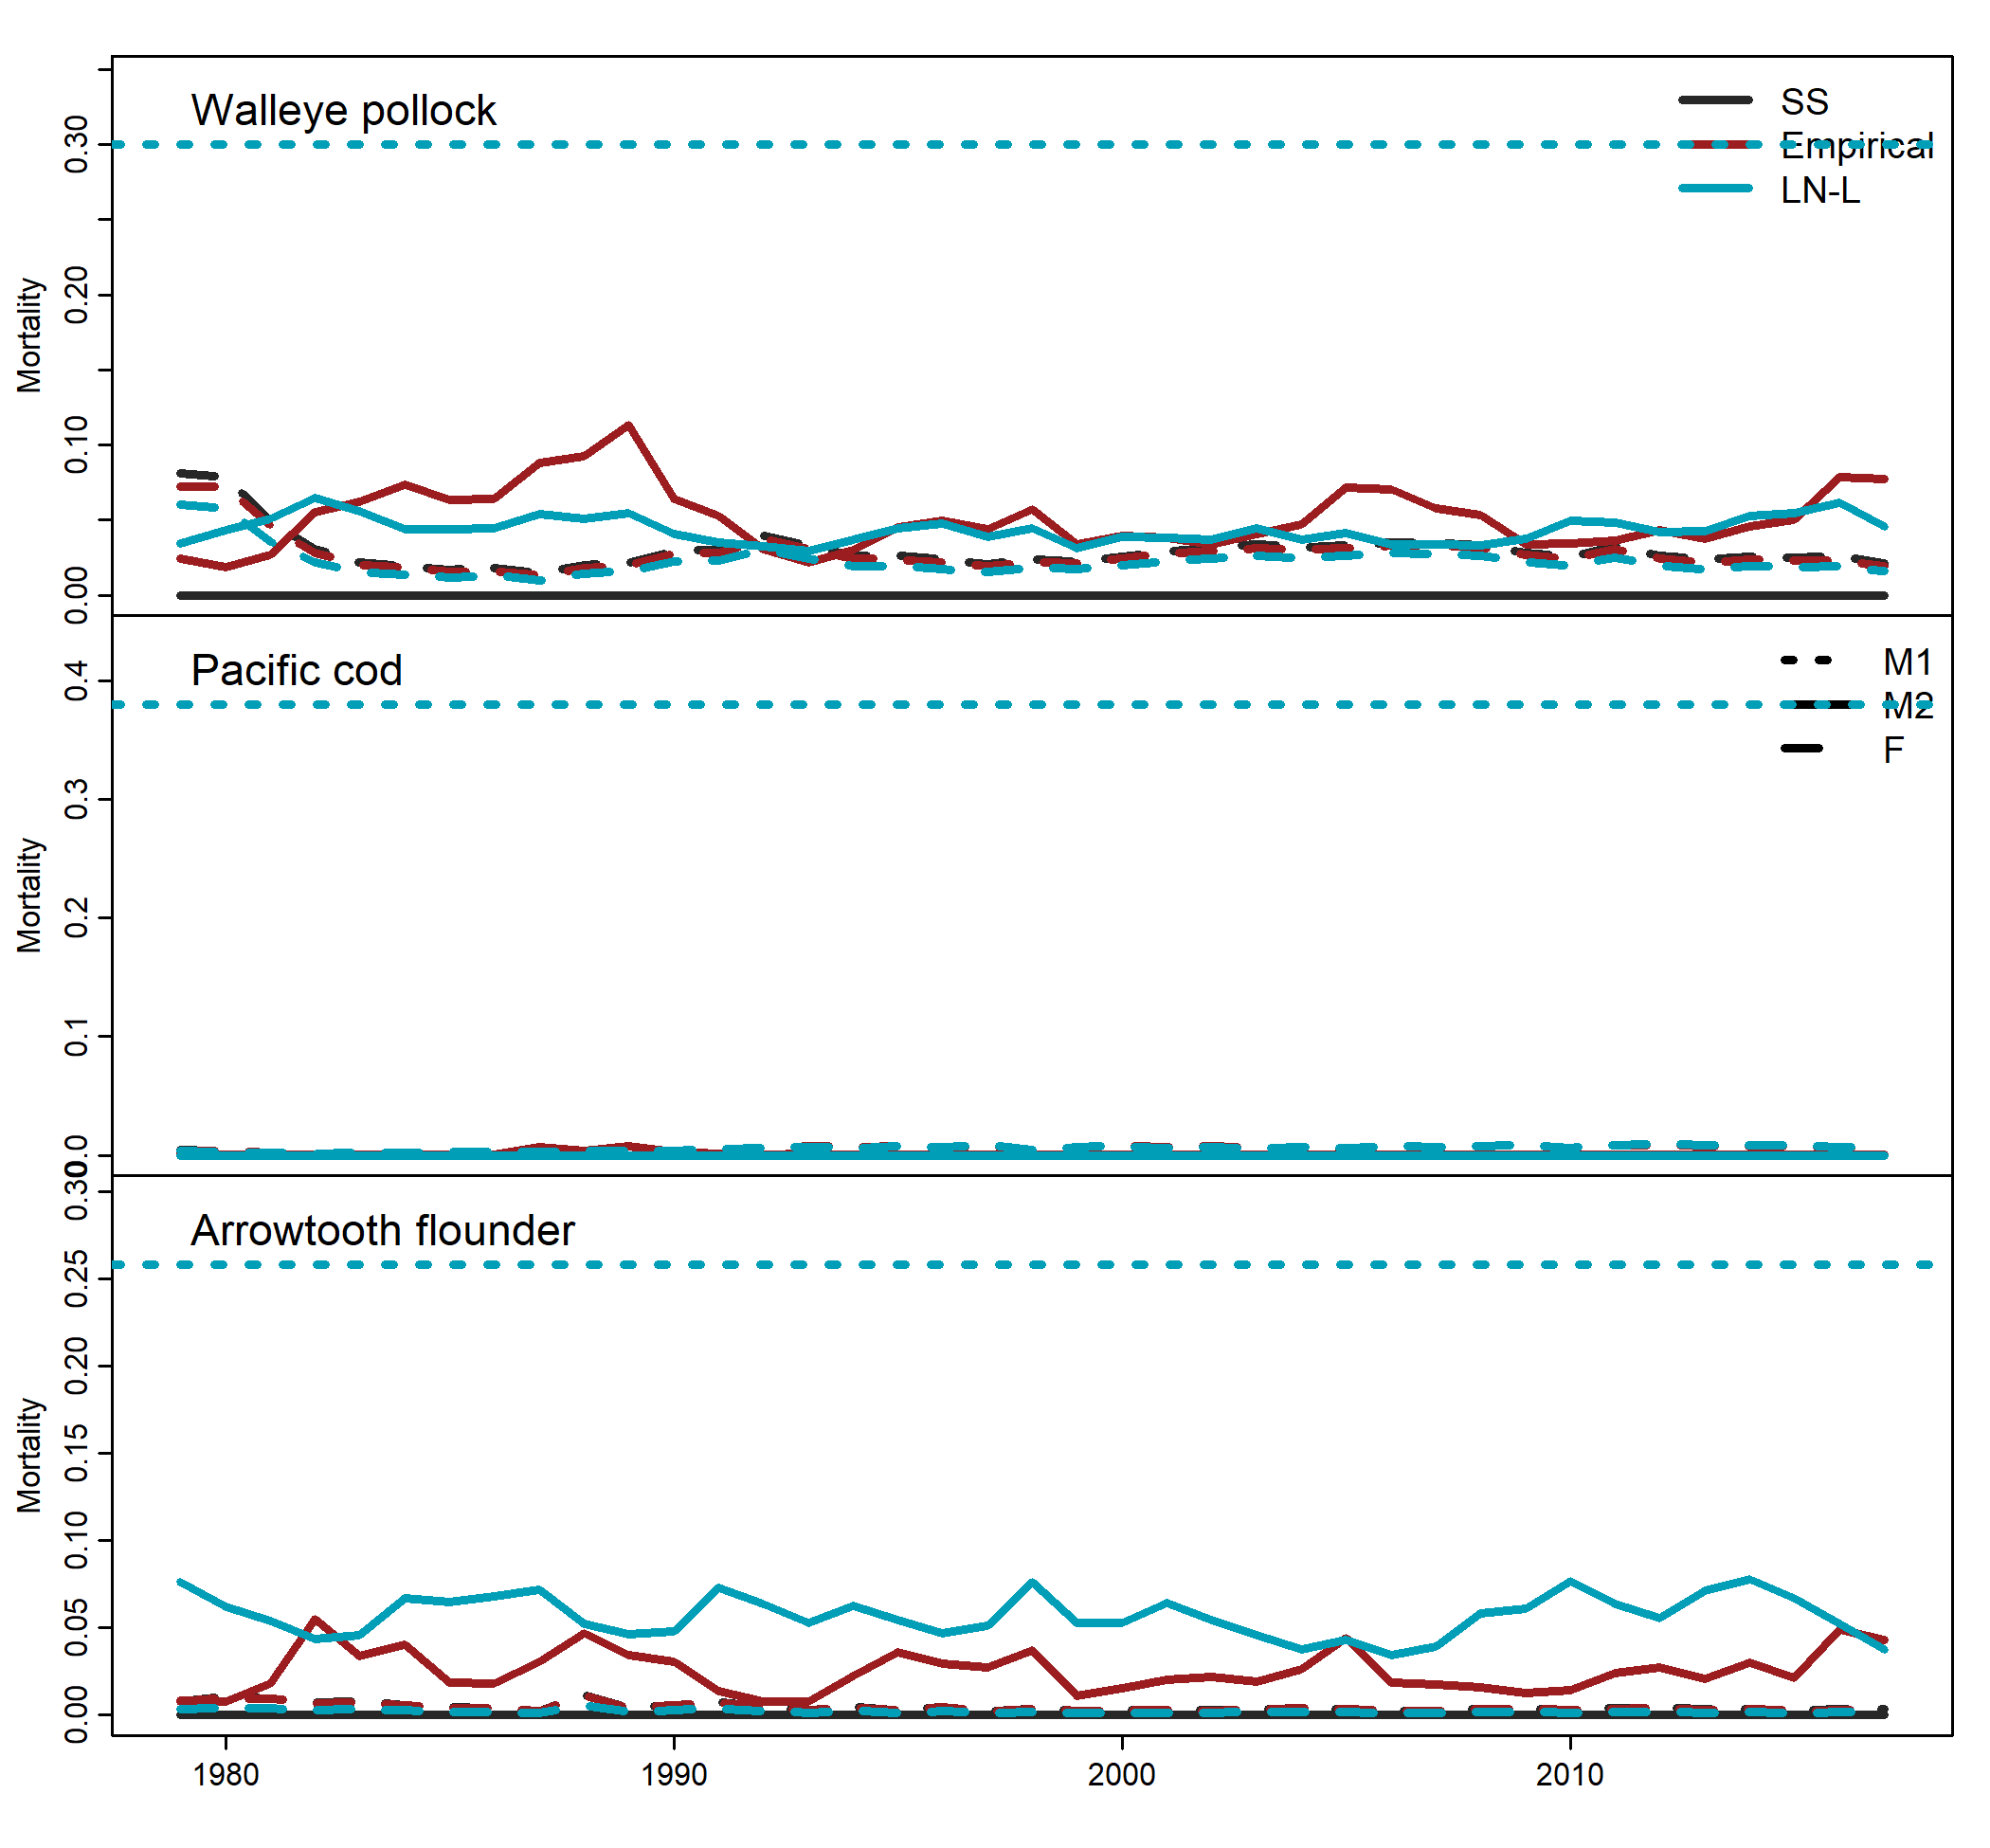 Walleye pollock
SS
Empirical
LN-L
Mortality
0.00
0.10
0.20
0.30
Pacific cod
M1
M2
F
Mortality
0.0
0.1
0.2
0.3
0.4
Arrowtooth flounder
Mortality
0.00
0.05
0.10
0.15
0.20
0.25
0.30
1980
1990
2000
2010